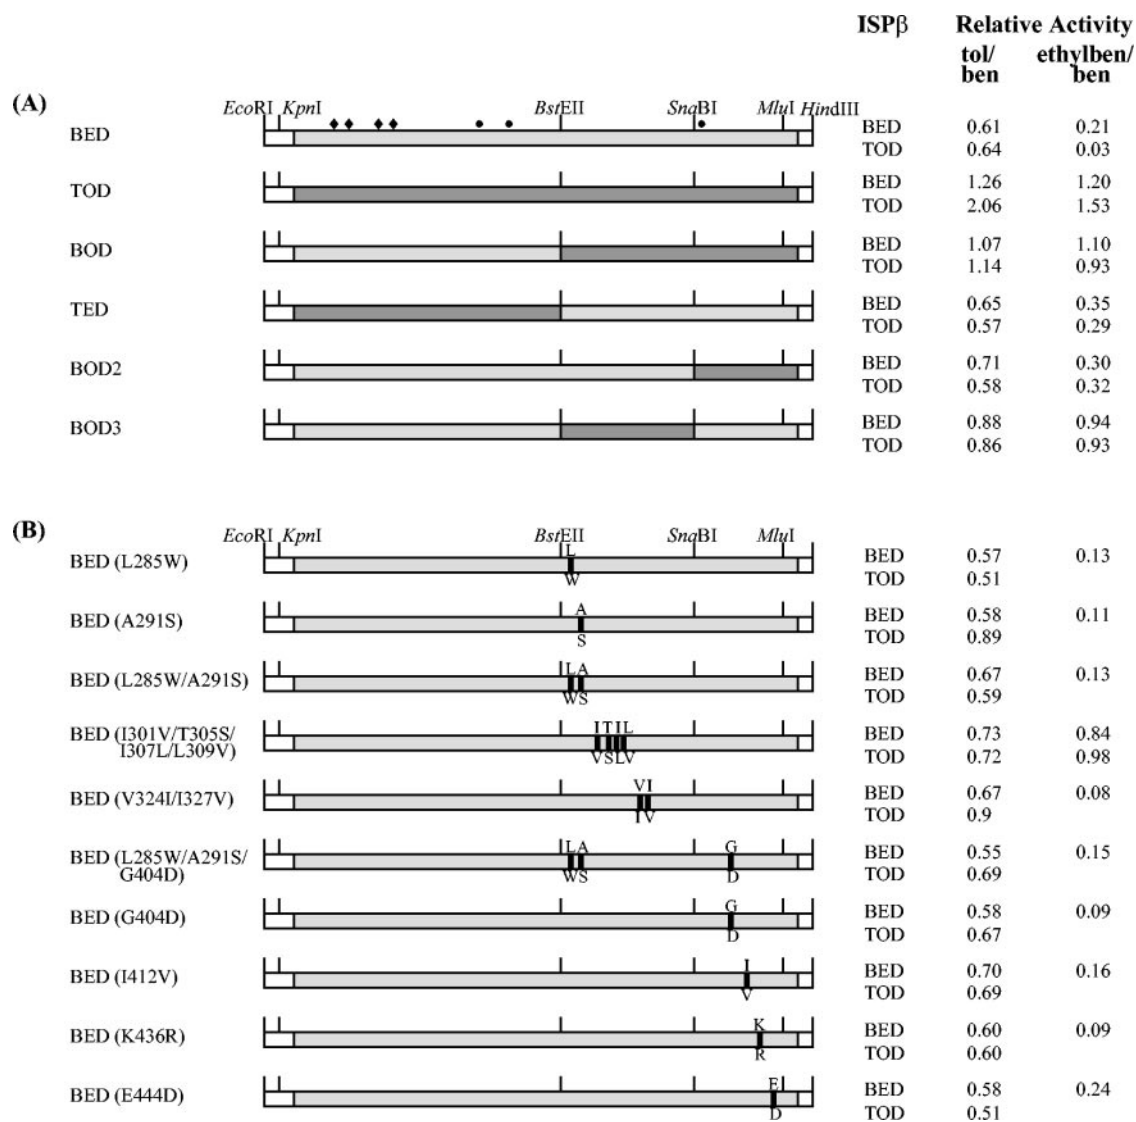 ISPβ Relative Activity
tol/ ethylben/
ben ben
(A)
EcoRI KpnI BstEII SnaBI MluI HindIII
BED BED 0.61 0.21
TOD 0.64 0.03
TOD BED 1.26 1.20
TOD 2.06 1.53
BOD BED 1.07 1.10
TOD 1.14 0.93
TED BED 0.65 0.35
TOD 0.57 0.29
BOD2 BED 0.71 0.30
TOD 0.58 0.32
BOD3 BED 0.88 0.94
TOD 0.86 0.93
(B)
EcoRI KpnI BstEII SnaBI MluI
L
BED (L285W) BED 0.57 0.13
W TOD 0.51
A
BED (A291S) BED 0.58 0.11
S TOD 0.89
LA
BED (L285W/A291S) BED 0.67 0.13
WS TOD 0.59
ITIL
BED (I301V/T305S/ BED 0.73 0.84
I307L/L309V) VSLV TOD 0.72 0.98
VI
BED (V324I/I327V) BED 0.67 0.08
IV TOD 0.9
LA G
BED (L285W/A291S/ BED 0.55 0.15
G404D) WS D TOD 0.69
G
BED (G404D) BED 0.58 0.09
D TOD 0.67
I
BED (I412V) BED 0.70 0.16
V TOD 0.69
K
BED (K436R) BED 0.60 0.09
R TOD 0.60
E
BED (E444D) BED 0.58 0.24
D TOD 0.51